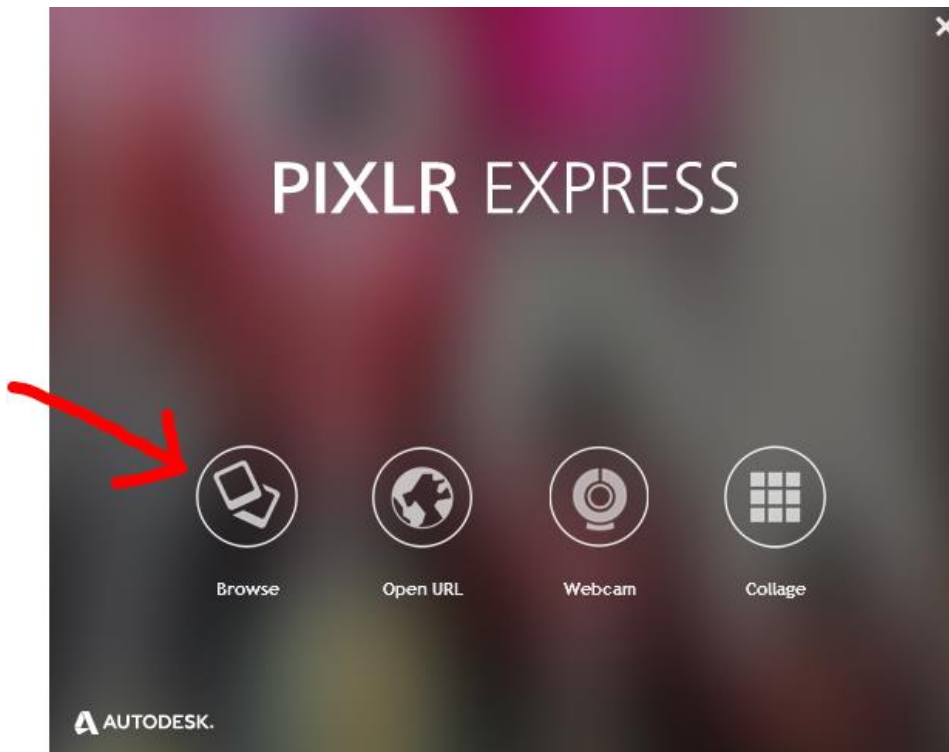 PIXLR EXPRESS
Browse
Open URL
Webcam
Collage
AUTODESK.